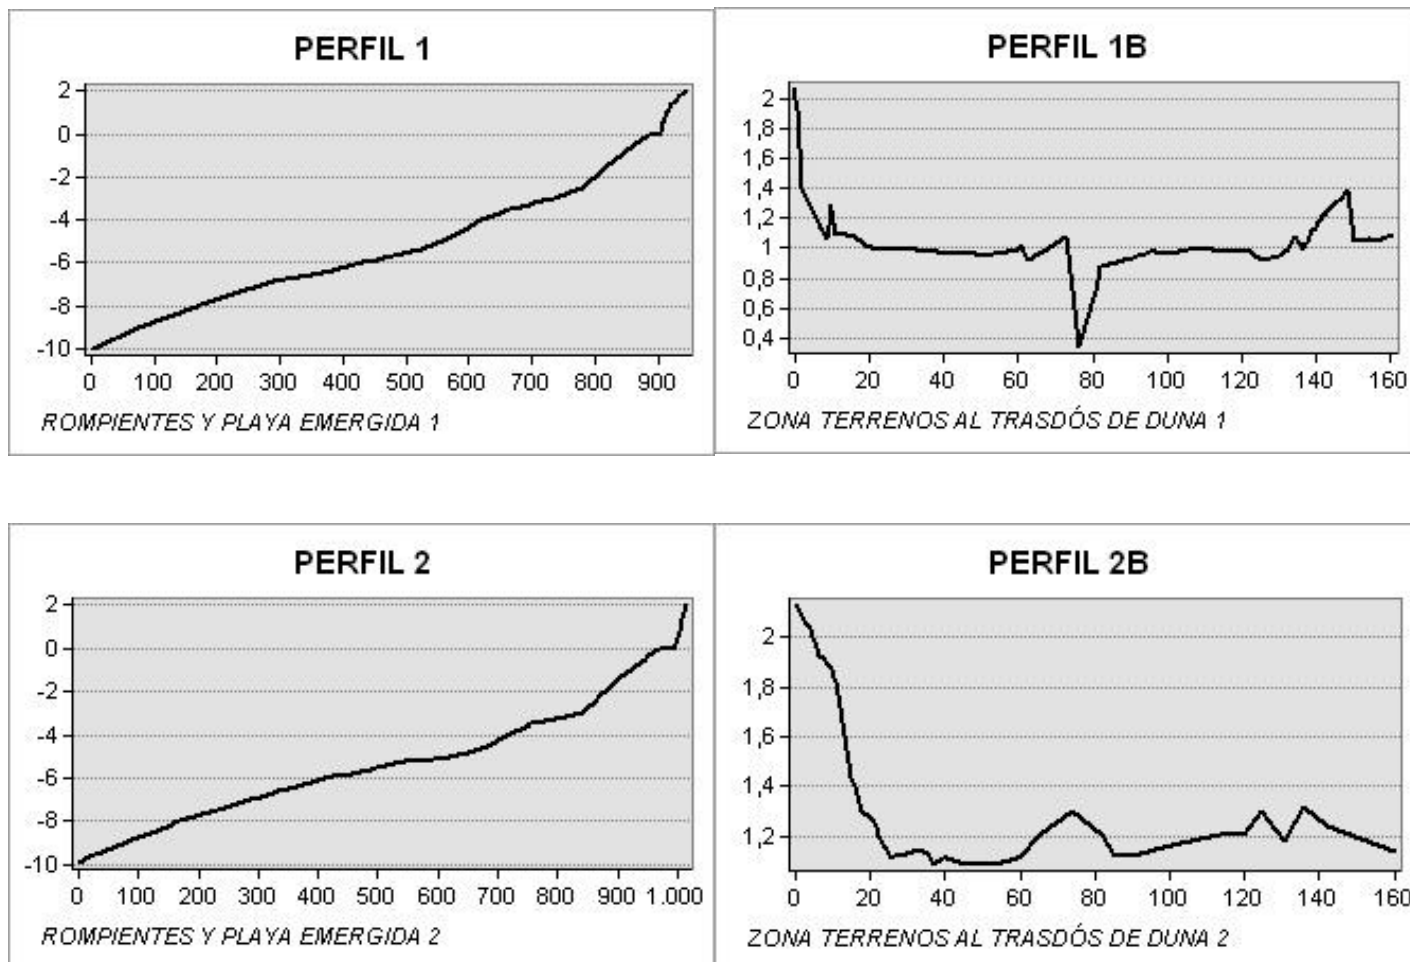 PERFIL 1
2
0
-2
-4
-6
-8
-10
0 100 200 300 400 500 600 700 800 900
ROMPIENTES Y PLAYA EMERGIDA 1
PERFIL 1B
2
1,8
1,6
1,4
1,2
1
0,8
0,6
0,4
0 20 40 60 80 100 120 140 160
ZONA TERRENOS AL TRASDÓS DE DUNA 1
PERFIL 2
2
0
-2
-4
-6
-8
-10
0 100 200 300 400 500 600 700 800 900 1.000
ROMPIENTES Y PLAYA EMERGIDA 2
PERFIL 2B
2
1,8
1,6
1,4
1,2
0 20 40 60 80 100 120 140 160
ZONA TERRENOS AL TRASDÓS DE DUNA 2